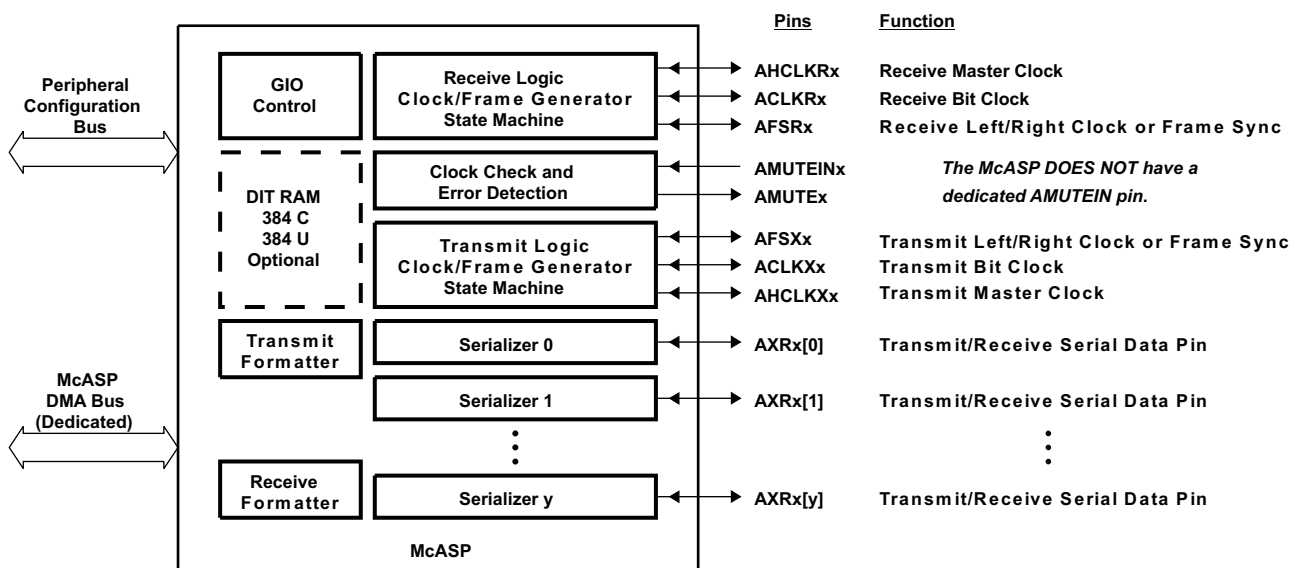 Pins
Function
Peripheral
Configuration
Bus
GIO
Control
Receive Logic
Clock/Frame Generator
State Machine
AHCLKRx
Receive Master Clock
ACLKRx
Receive Bit Clock
AFSRx
Receive Left/Right Clock or Frame Sync
DIT RAM
384 C
384 U
Optional
Clock Check and
Error Detection
AMUTEINx
AMUTEx
The McASP DOES NOT have a
dedicated AMUTEIN pin.
Transmit Logic
Clock/Frame Generator
State Machine
AFSXx
Transmit Left/Right Clock or Frame Sync
ACLKXx
Transmit Bit Clock
AHCLKXx
Transmit Master Clock
McASP
DMA Bus
(Dedicated)
Transmit
Formatter
Serializer 0
AXRx[0]
Transmit/Receive Serial Data Pin
Serializer 1
AXRx[1]
Transmit/Receive Serial Data Pin
Receive
Formatter
Serializer y
AXRx[y]
Transmit/Receive Serial Data Pin
McASP